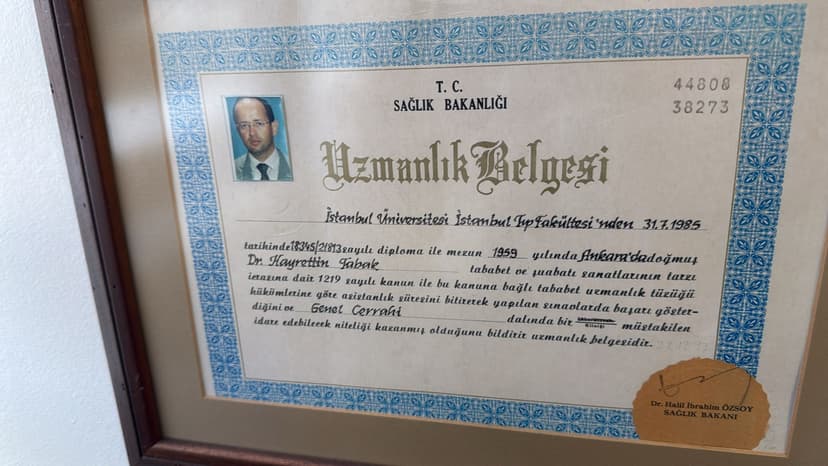 T. C.
SAĞLIK BAKANLIĞI
44808
38273
Uzmanlık Belgesi
İstanbul Üniversitesi İstanbul Tıp Fakültesi'nden 31.7.1985
tarihinde 18345/21813 sayılı diploma ile mezun 1959 yılında Ankara'da doğmuş
Dr. Hayrettin Tabak tababet ve şuabatı sanatlarının tarzı
icrasına dair 1219 sayılı kanun ile bu kanuna bağlı tababet uzmanlık tüzüğü
hükümlerine göre asistanlık süresini bitirerek yapılan sınavlarda başarı göster-
diğini ve Genel Cerrahi dalında bir müstakilen
idare edebilecek niteliği kazanmış olduğunu bildirir uzmanlık belgesidir.
Dr. Halil İbrahim ÖZSOY
SAĞLIK BAKANI